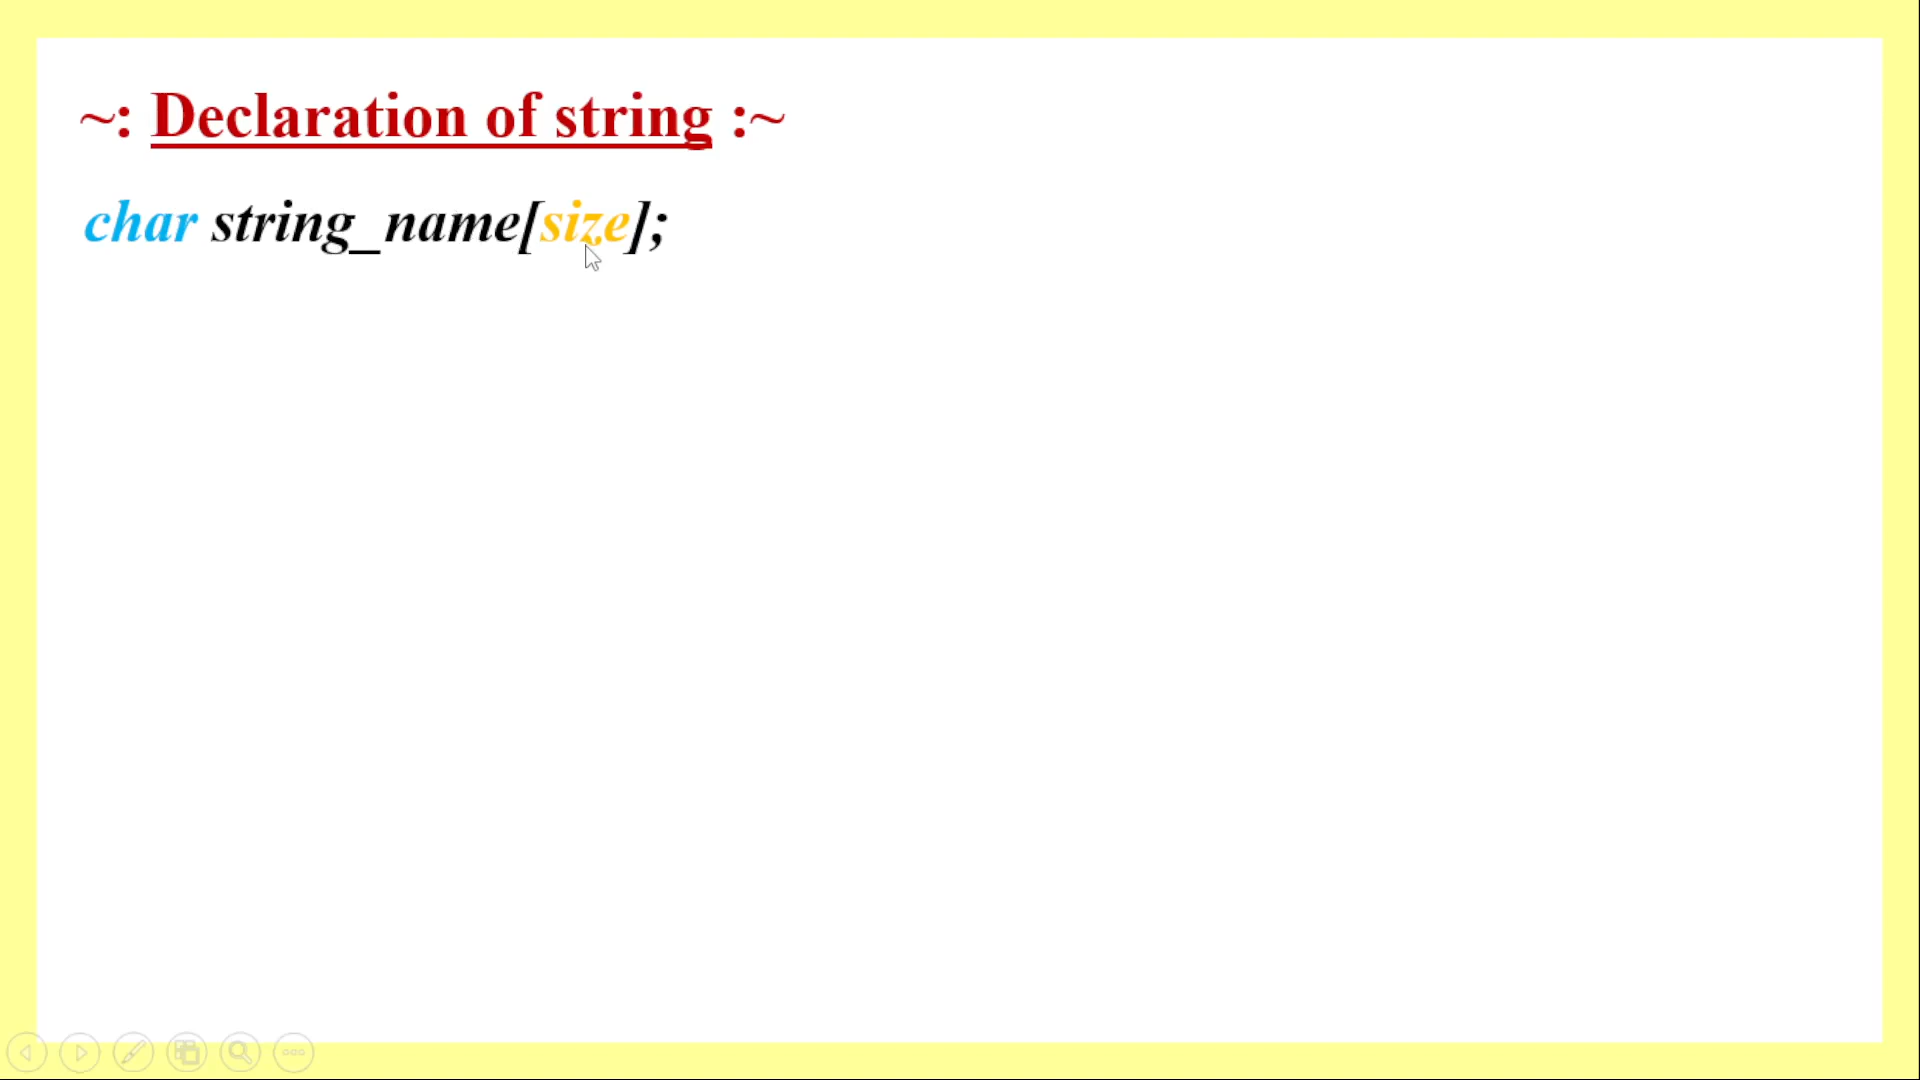 ~: Declaration of string :~
char string_name[size];